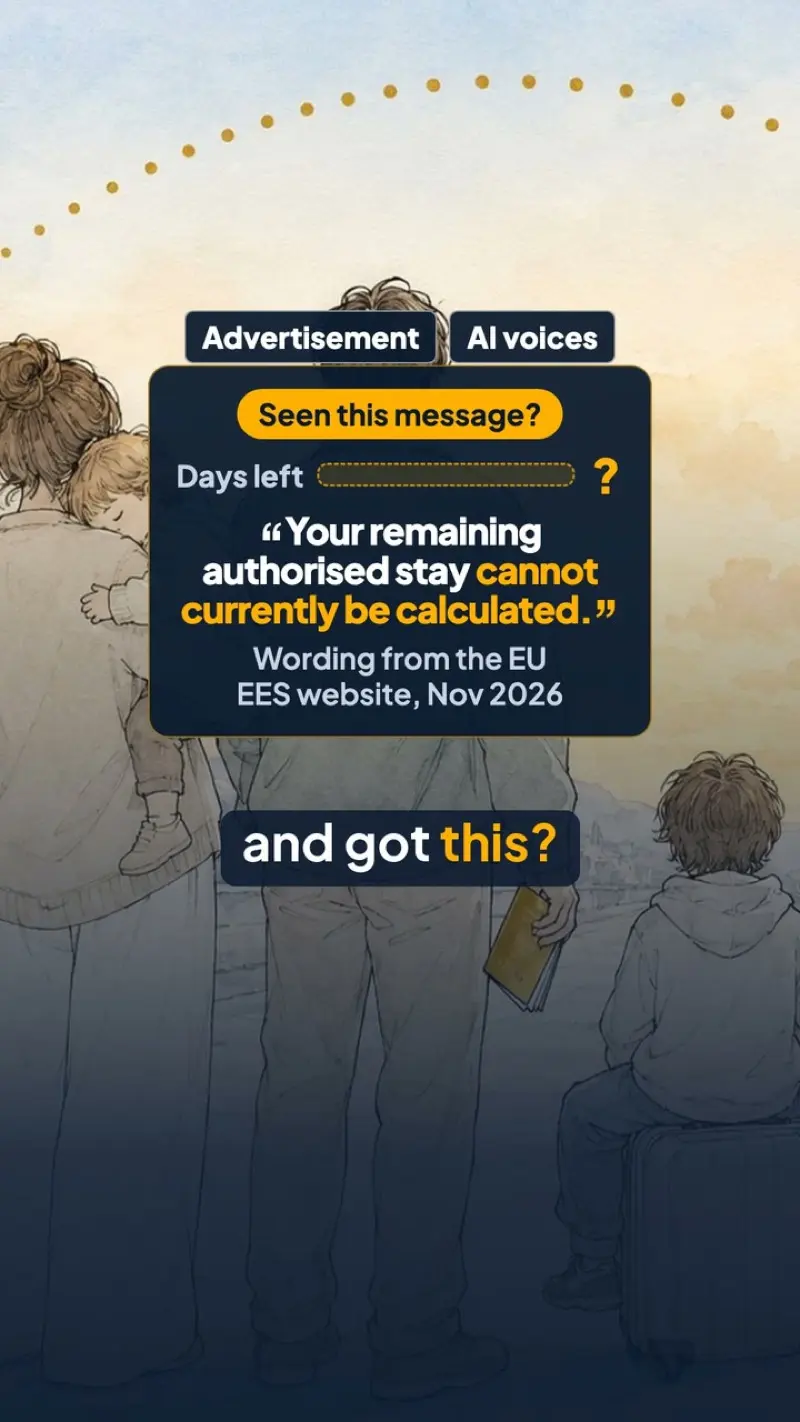 Advertisement
AI voices
Seen this message?
Days left ?
“Your remaining
authorised stay cannot
currently be calculated.”
Wording from the EU
EES website, Nov 2026
and got this?